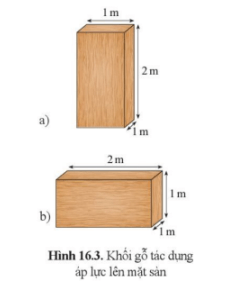 1 m
2 m
a)
1 m
2 m
1 m
b)
1 m
Hình 16.3. Khối gỗ tác dụng
áp lực lên mặt sàn